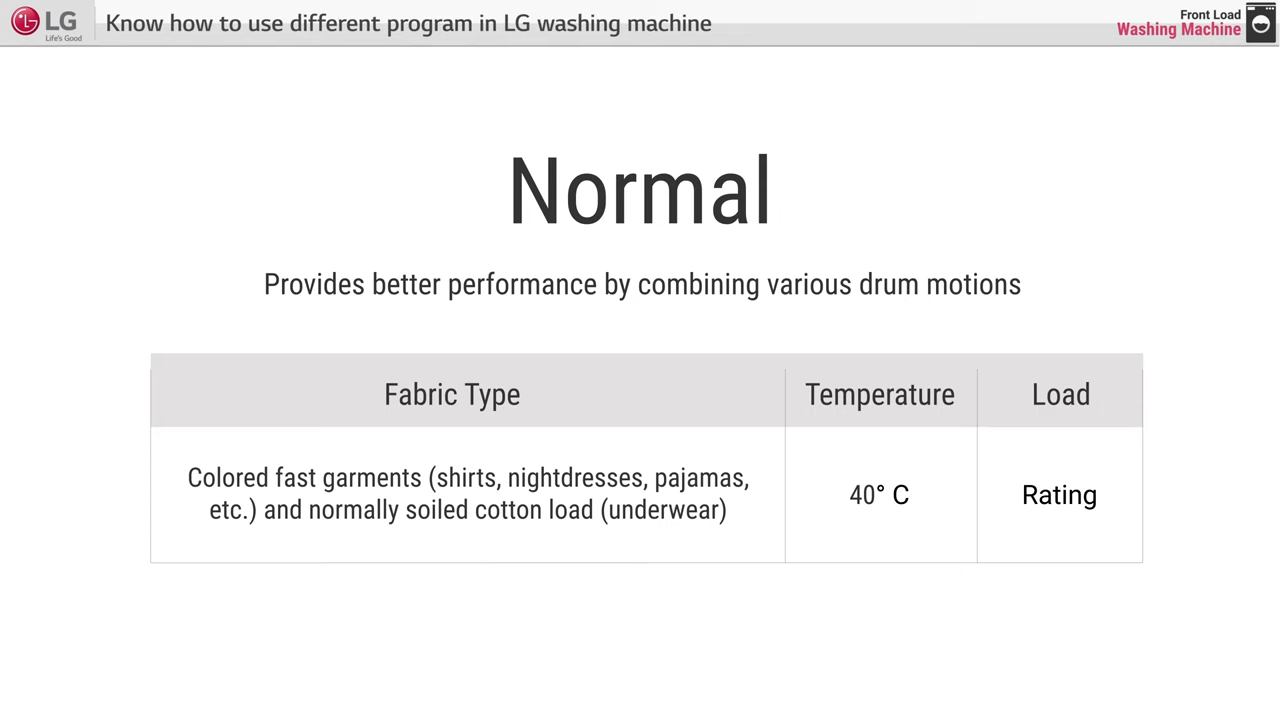 LG
Life's Good
Know how to use different program in LG washing machine
Front Load
Washing Machine
Normal
Provides better performance by combining various drum motions
Fabric Type
Temperature
Load
Colored fast garments (shirts, nightdresses, pajamas,
etc.) and normally soiled cotton load (underwear)
40° C
Rating